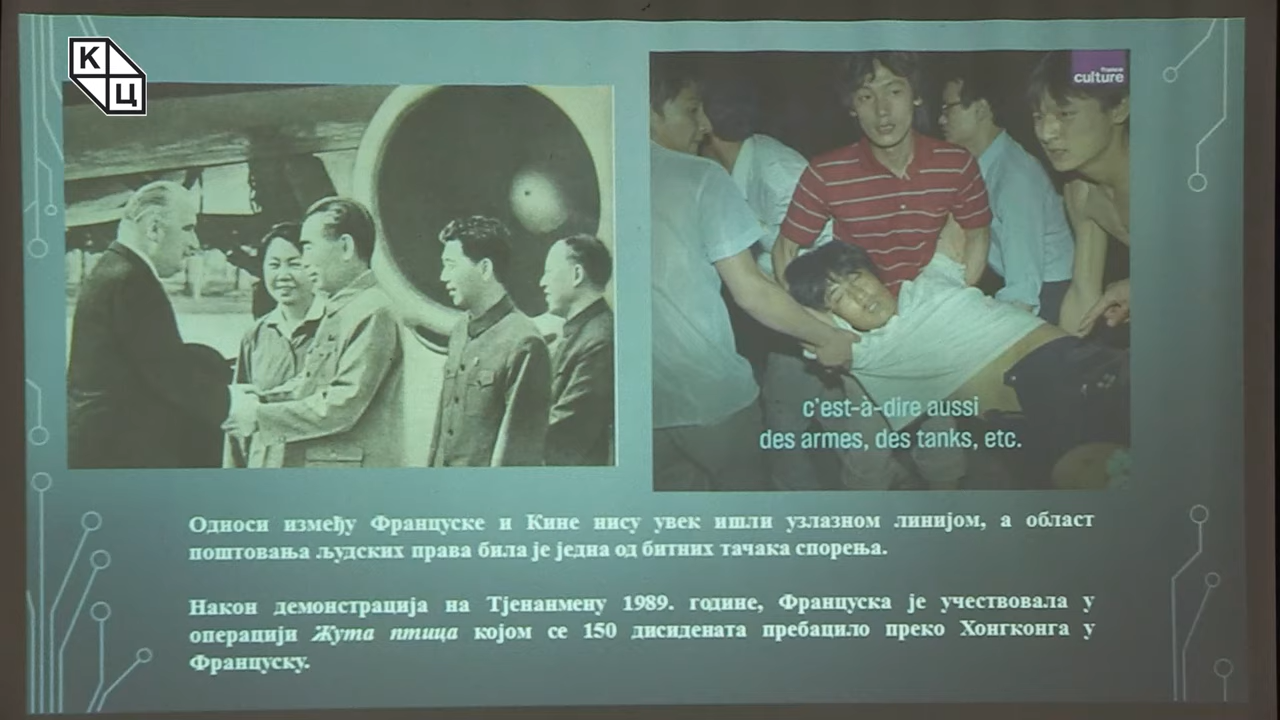 К
Ц
france
culture
c'est-à-dire aussi
des armes, des tanks, etc.
Односи између Француске и Кине нису увек ишли узлазном линијом, а област
поштовања људских права била је једна од битних тачака спорења.
Након демонстрација на Тјенанмену 1989. године, Француска је учествовала у
операцији Жута птица којом се 150 дисидената пребацило преко Хонгконга у
Француску.